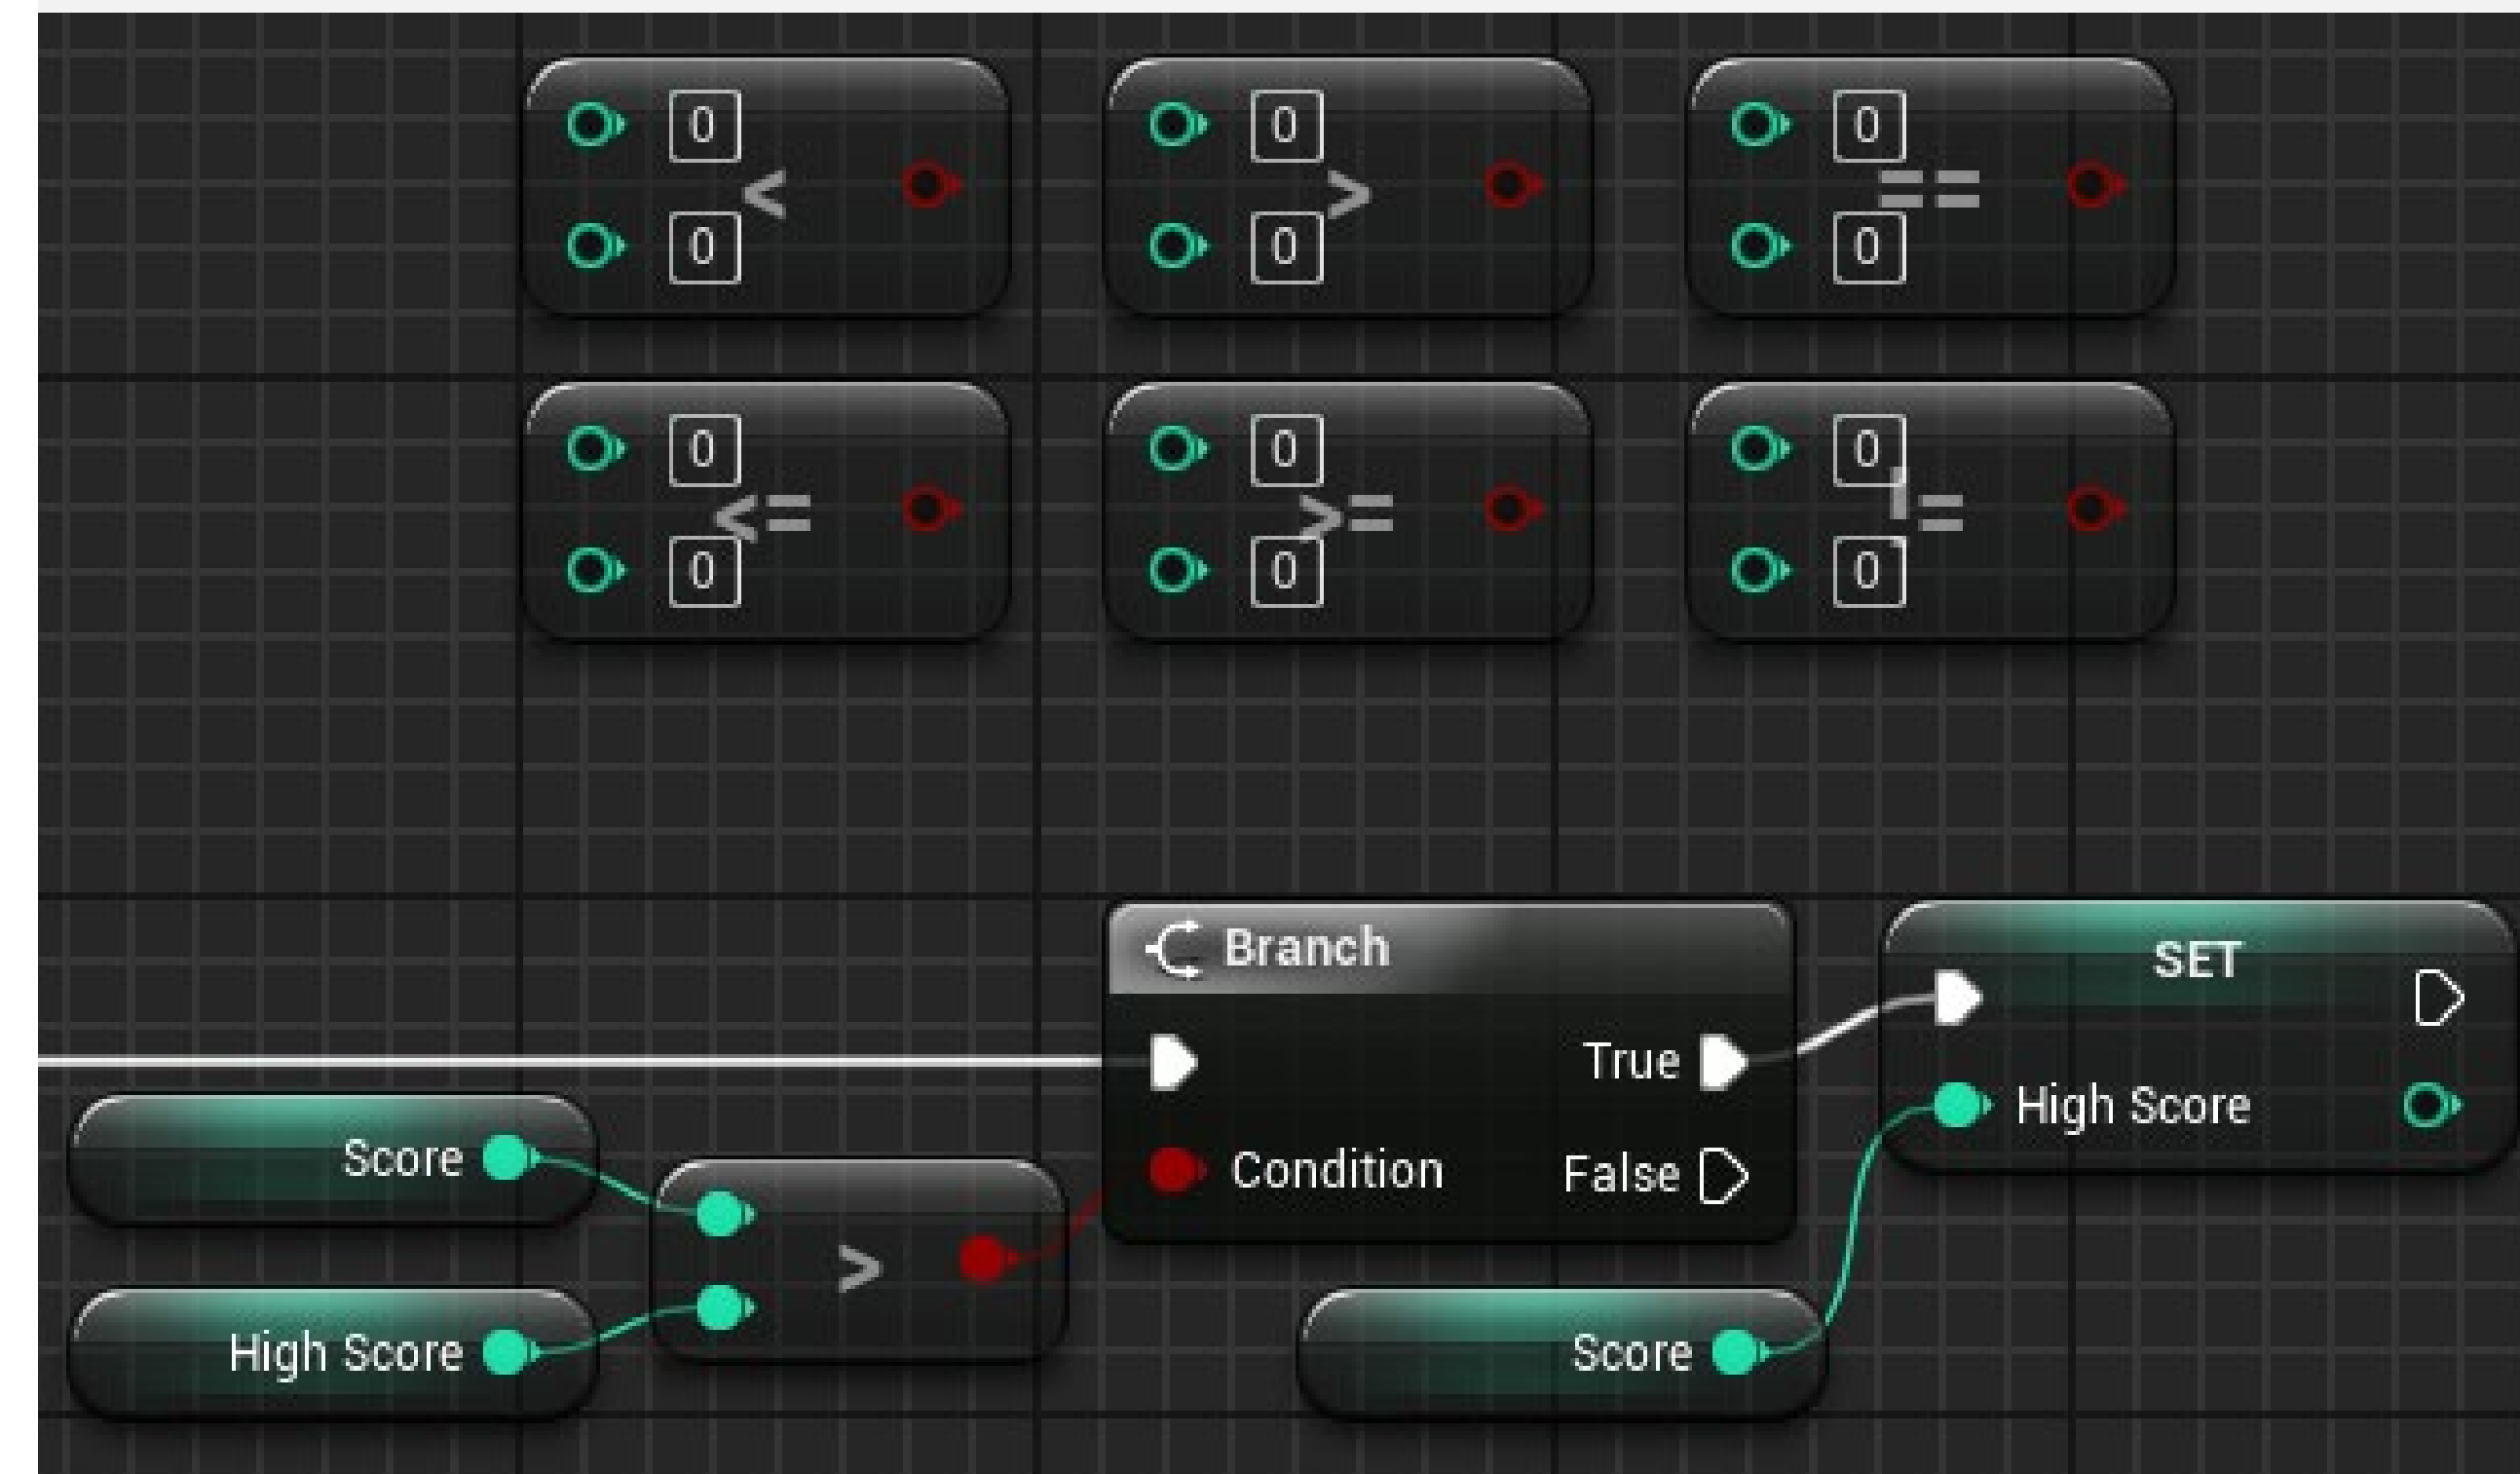 0 0 0
< > ==
0 0 0
0 0 0
<= >= !=
0 0 0
Branch
SET
True
High Score
Score
Condition
False
>
High Score
Score